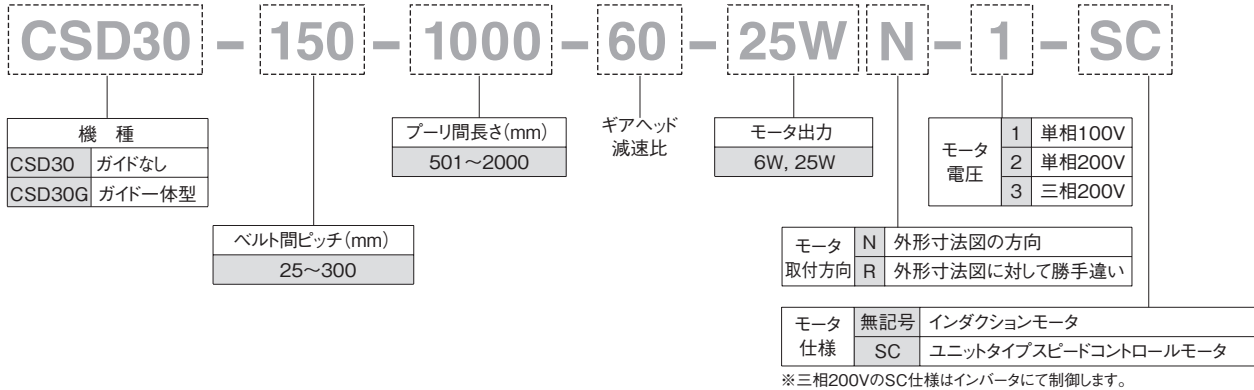 CSD30 - 150 - 1000 - 60 - 25W N - 1 - SC
機 種
CSD30 ガイドなし
CSD30G ガイド一体型
ベルト間ピッチ(mm)
25〜300
プーリ間長さ(mm)
501〜2000
ギアヘッド
減速比
モータ出力
6W, 25W
モータ
電圧
1 単相100V
2 単相200V
3 三相200V
モータ
取付方向
N 外形寸法図の方向
R 外形寸法図に対して勝手違い
モータ
仕様
無記号 インダクションモータ
SC ユニットタイプスピードコントロールモータ
※三相200VのSC仕様はインバータにて制御します。